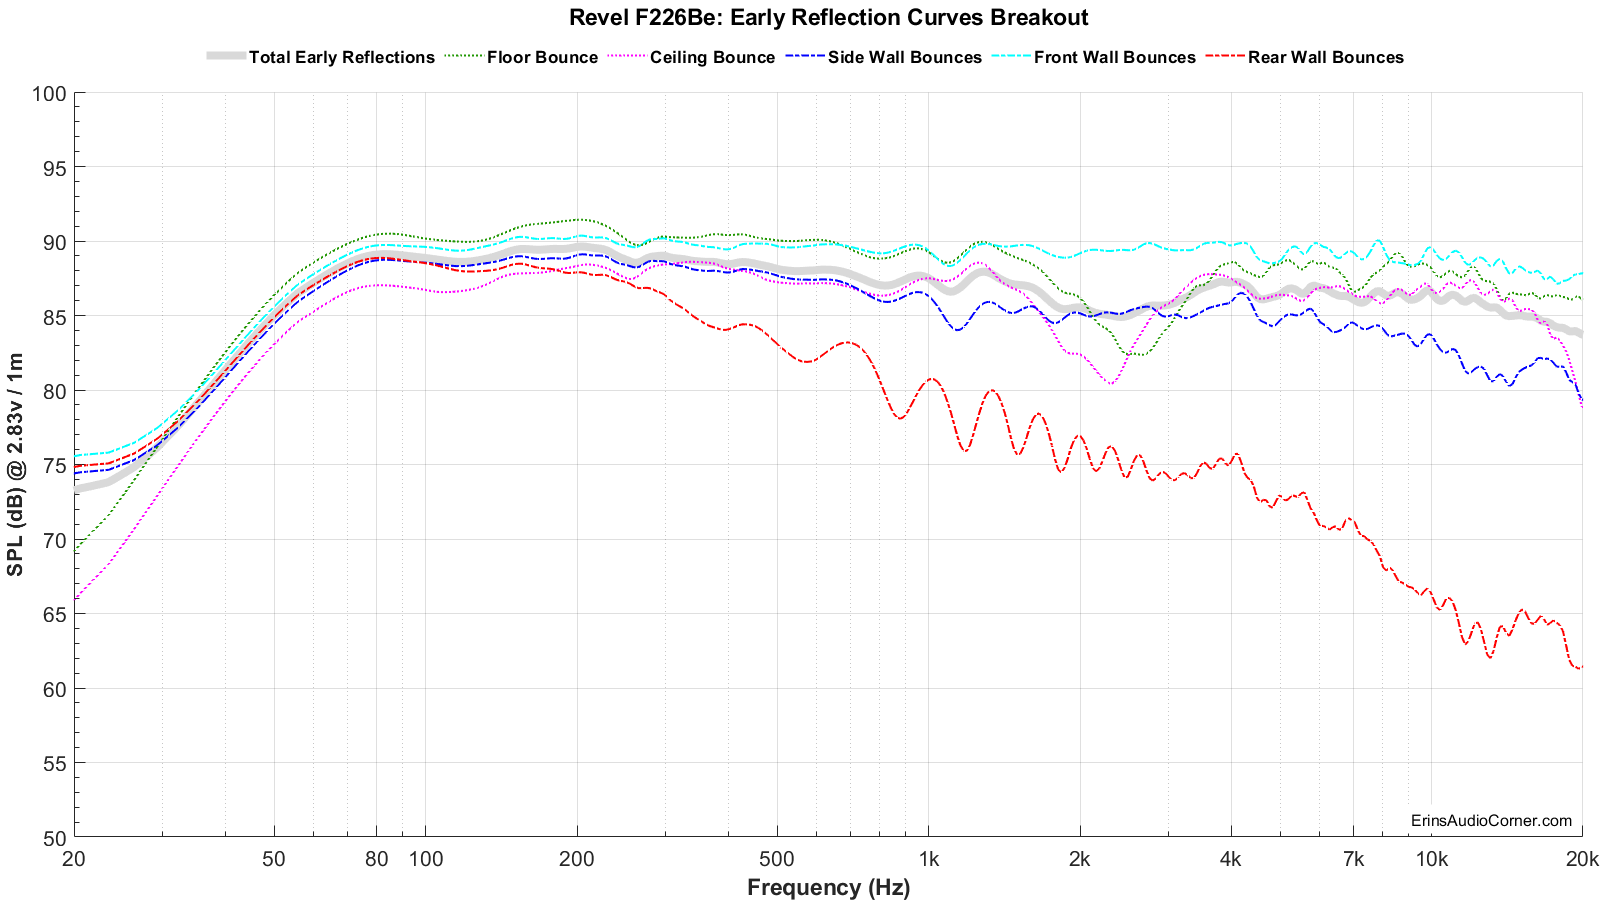 Revel F226Be: Early Reflection Curves Breakout
Total Early Reflections Floor Bounce Ceiling Bounce Side Wall Bounces Front Wall Bounces Rear Wall Bounces
100
95
90
85
80
75
70
65
60
55
50
SPL (dB) @ 2.83v / 1m
ErinsAudioCorner.com
20 50 80 100 200 500 1k 2k 4k 7k 10k 20k
Frequency (Hz)